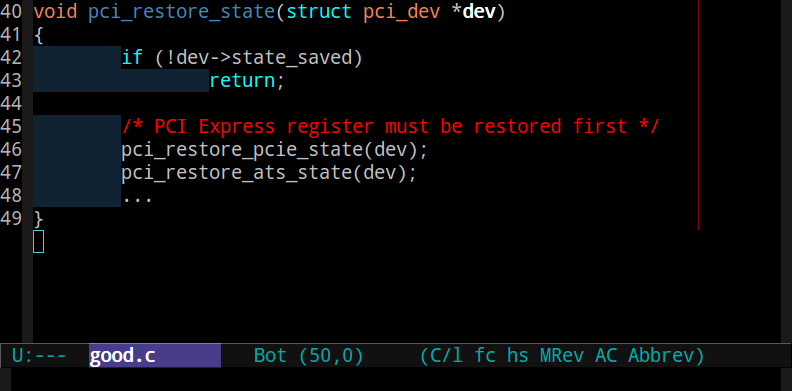 40 void pci_restore_state(struct pci_dev *dev)
41 {
42         if (!dev->state_saved)
43                 return;
44
45         /* PCI Express register must be restored first */
46         pci_restore_pcie_state(dev);
47         pci_restore_ats_state(dev);
48         ...
49 }
U:--- good.c Bot (50,0) (C/l fc hs MRev AC Abbrev)